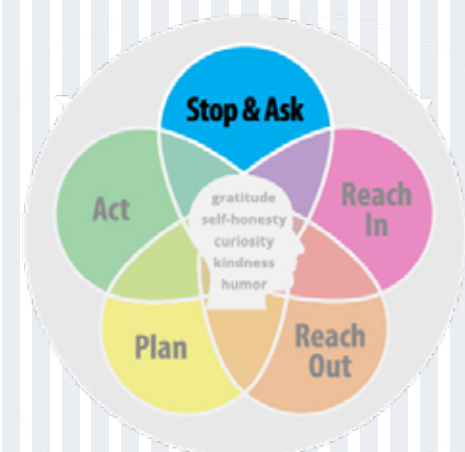 Stop & Ask
Act
Reach
In
gratitude
self-honesty
curiosity
kindness
humor
Plan
Reach
Out